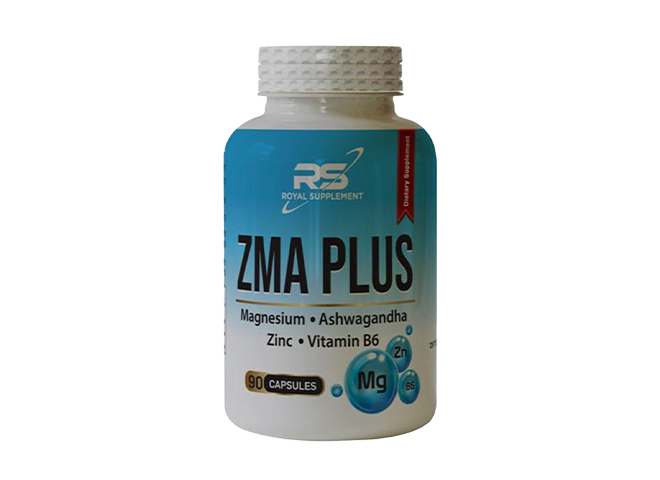 RS
ROYAL SUPPLEMENT
Dietary Supplement
ZMA PLUS
Magnesium • Ashwagandha
Zinc • Vitamin B6
90 CAPSULES
Zn
Mg
B6